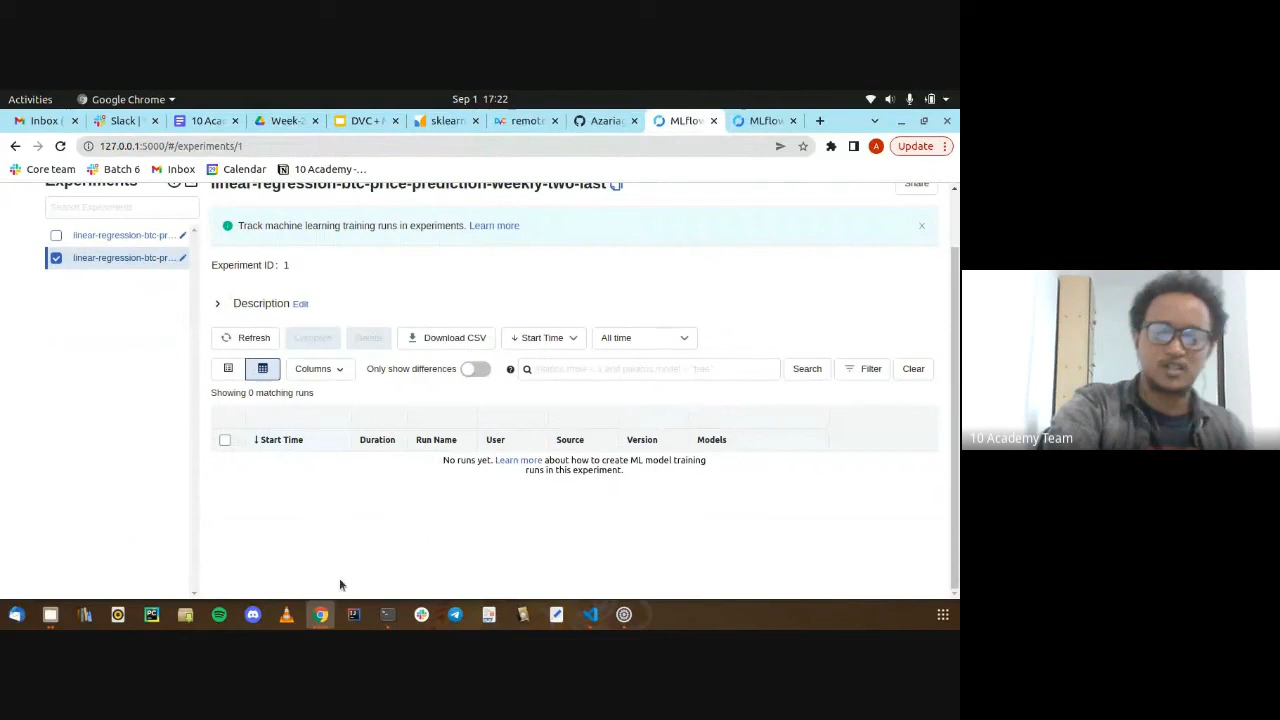 Activities
Google Chrome
Sep 1 17:22
Inbox (
Slack |
10 Aca
Week-2
DVC + M
sklearn
remot
Azaria
MLflo
MLflow
127.0.0.1:5000/#/experiments/1
A
Update
Core team
Batch 6
Inbox
Calendar
10 Academy -...
Experiments
linear-regression-btc-price-prediction-weekly-two-last
Share
Search Experiments
Track machine learning training runs in experiments. Learn more
linear-regression-btc-pr...
linear-regression-btc-pr...
Experiment ID: 1
Description Edit
Refresh
Compare
Delete
Download CSV
Start Time
All time
Columns
Only show differences
Search
Filter
Clear
Showing 0 matching runs
Start Time
Duration
Run Name
User
Source
Version
Models
No runs yet. Learn more about how to create ML model training
runs in this experiment.
10 Academy Team